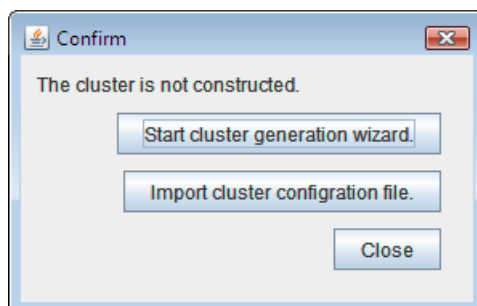 Confirm
The cluster is not constructed.
Start cluster generation wizard.
Import cluster configration file.
Close